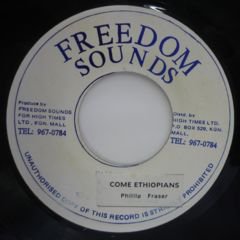 FREEDOM
SOUNDS
Produce by
FREEDOM SOUNDS
FOR HIGH TIMES
LTD., KGN. MALL
TEL: 967-0784
Dist. by
HIGH TIMES LTD.
P.O BOX 529, KGN.
MALL.
TEL: 967-0784
COME ETHIOPIANS
Phillip Fraser
UNAUTHORISED COPY OF THIS RECORD IS STRICTLY PROHIBITED